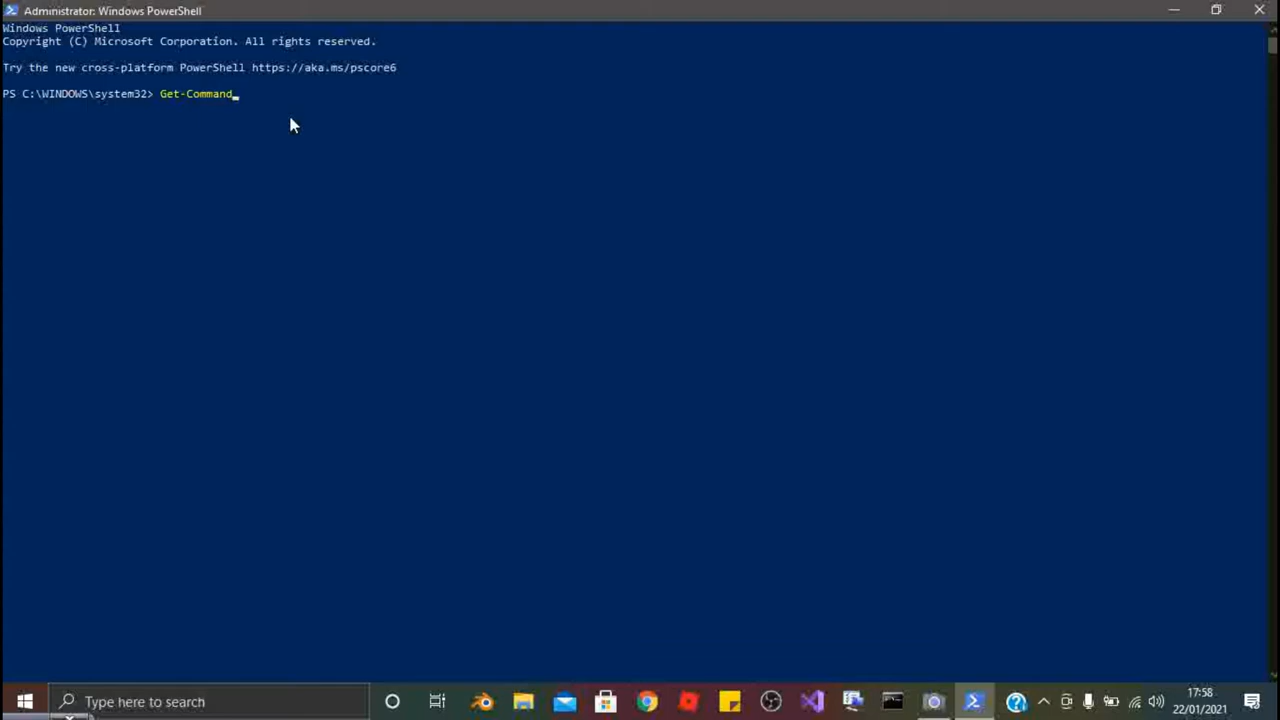 Administrator: Windows PowerShell
Windows PowerShell
Copyright (C) Microsoft Corporation. All rights reserved.
Try the new cross-platform PowerShell https://aka.ms/pscore6
PS C:\WINDOWS\system32> Get-Command
Type here to search
17:58
22/01/2021